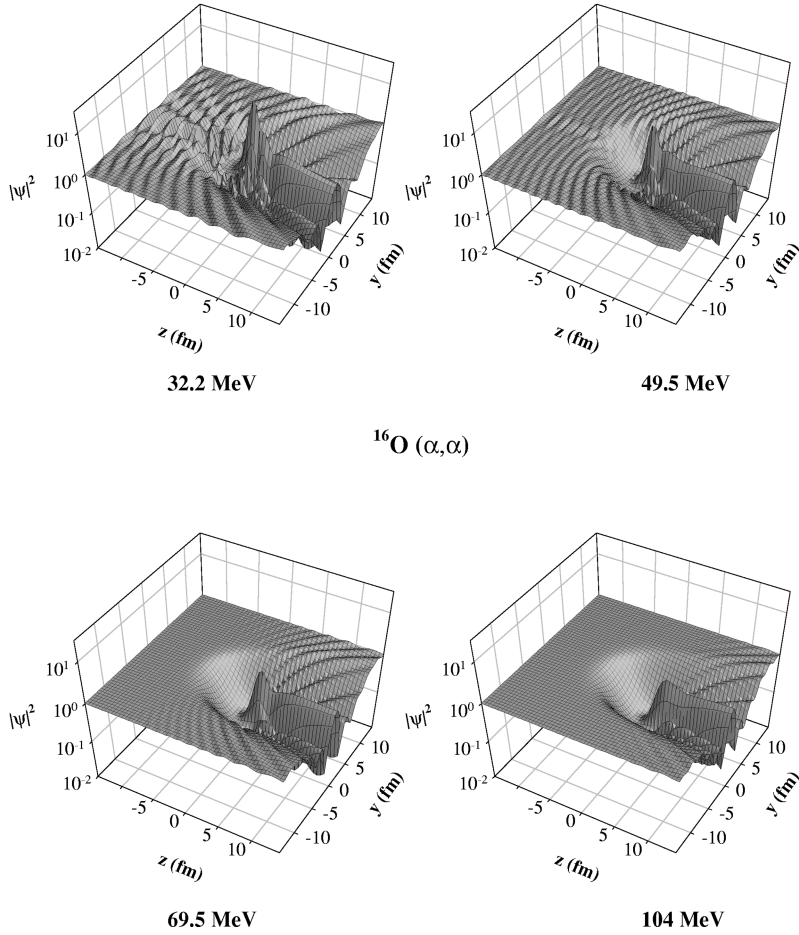 10¹ 10¹
10⁰ 10⁰
|ψ|² |ψ|²
10⁻¹ 10⁻¹
10⁻² 10⁻²
-5 0 5 10 -10 -5 0 5 10 -5 0 5 10 -10 -5 0 5 10
z (fm) y (fm) z (fm) y (fm)
32.2 MeV 49.5 MeV
¹⁶O (α,α)
10¹ 10¹
10⁰ 10⁰
|ψ|² |ψ|²
10⁻¹ 10⁻¹
10⁻² 10⁻²
-5 0 5 10 -10 -5 0 5 10 -5 0 5 10 -10 -5 0 5 10
z (fm) y (fm) z (fm) y (fm)
69.5 MeV 104 MeV